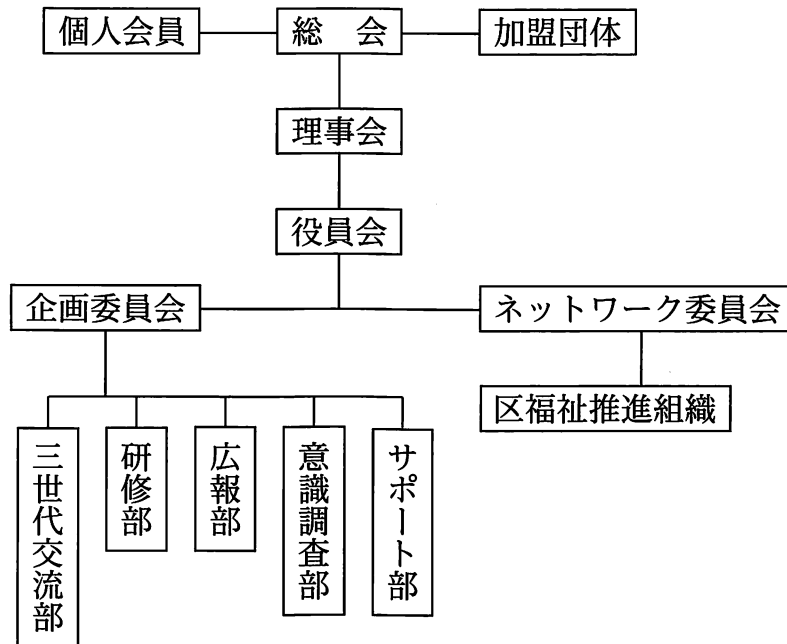 個人会員
総　会
加盟団体
理事会
役員会
企画委員会
ネットワーク委員会
区福祉推進組織
三世代交流部
研修部
広報部
意識調査部
サポート部